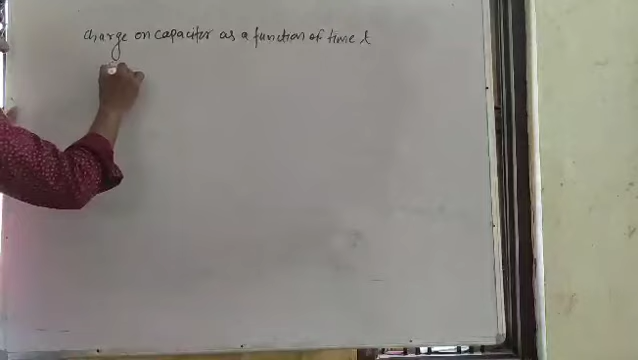 charge on capacitor as a function of time t